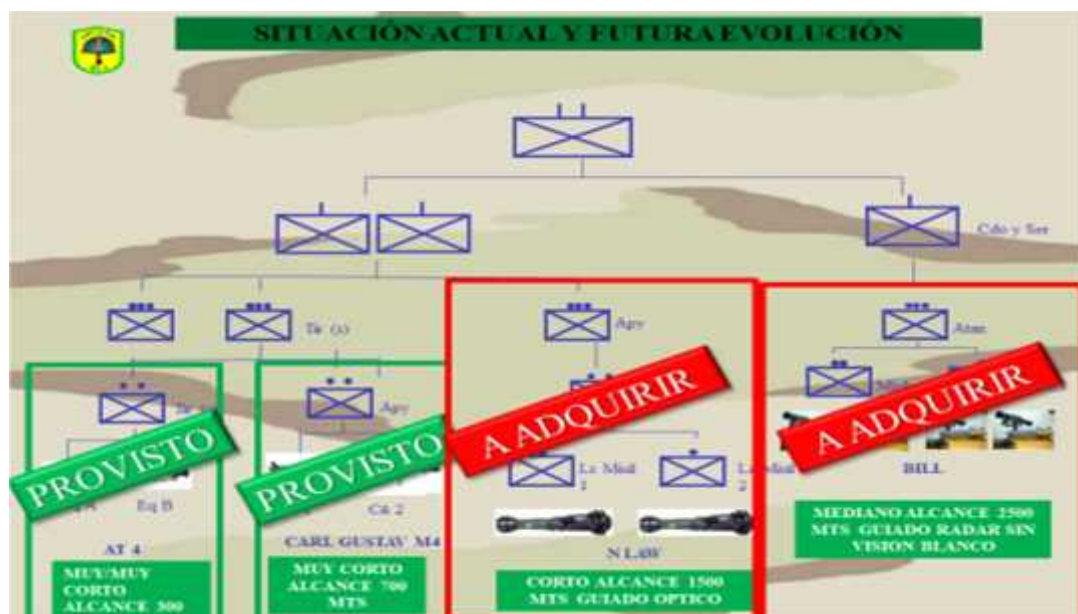 SITUACIÓN ACTUAL Y FUTURA EVOLUCIÓN
Cdo y Ser
Apy
Atan
Apy
PROVISTO
PROVISTO
A ADQUIRIR
A ADQUIRIR
Eq B
Cñ 2
Lz Misil
1
2
AT 4
CARL GUSTAV M4
N LAW
BILL
MUY/MUY
CORTO
ALCANCE 300
MUY CORTO
ALCANCE 700
MTS
CORTO ALCANCE 1500
MTS GUIADO OPTICO
MEDIANO ALCANCE 2500
MTS GUIADO RADAR SIN
VISION BLANCO